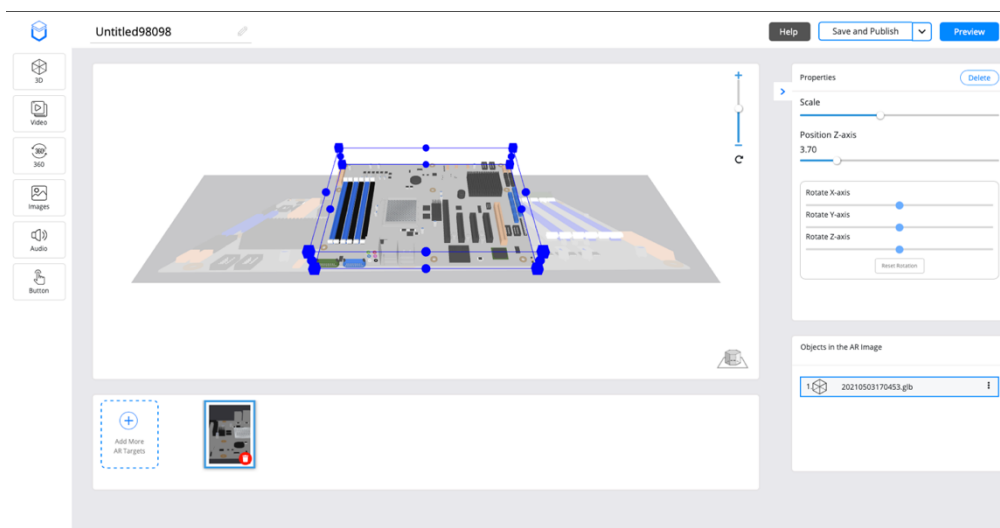 Untitled98098
Help
Save and Publish
Preview
3D
Video
360
360
Images
Audio
Button
Properties
Delete
Scale
Position Z-axis
3.70
Rotate X-axis
Rotate Y-axis
Rotate Z-axis
Reset Rotation
Objects in the AR Image
1. 20210503170453.glb
Add More
AR Targets